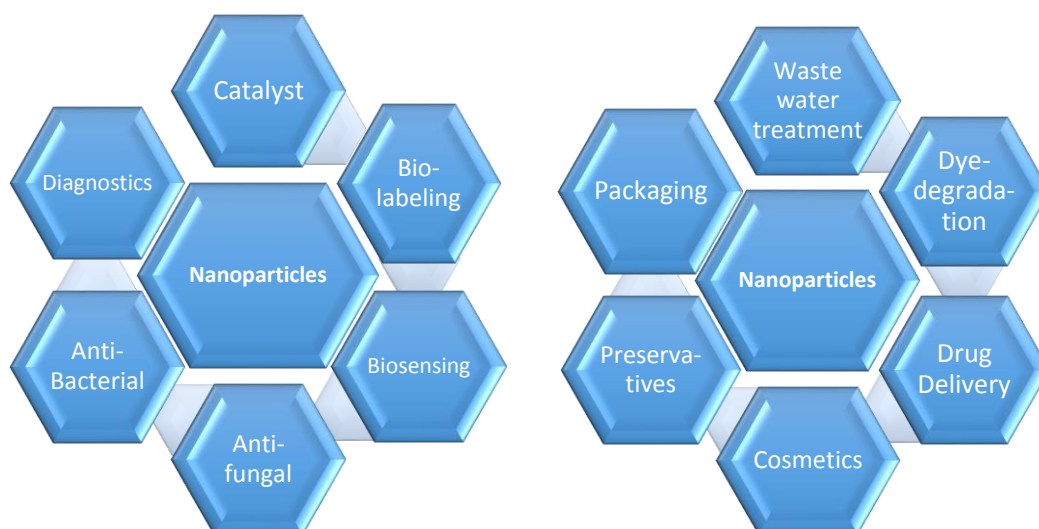 Catalyst
Bio-
labeling
Biosensing
Anti-
fungal
Anti-
Bacterial
Diagnostics
Nanoparticles
Waste
water
treatment
Dye-
degrada-
tion
Drug
Delivery
Cosmetics
Preserva-
tives
Packaging
Nanoparticles